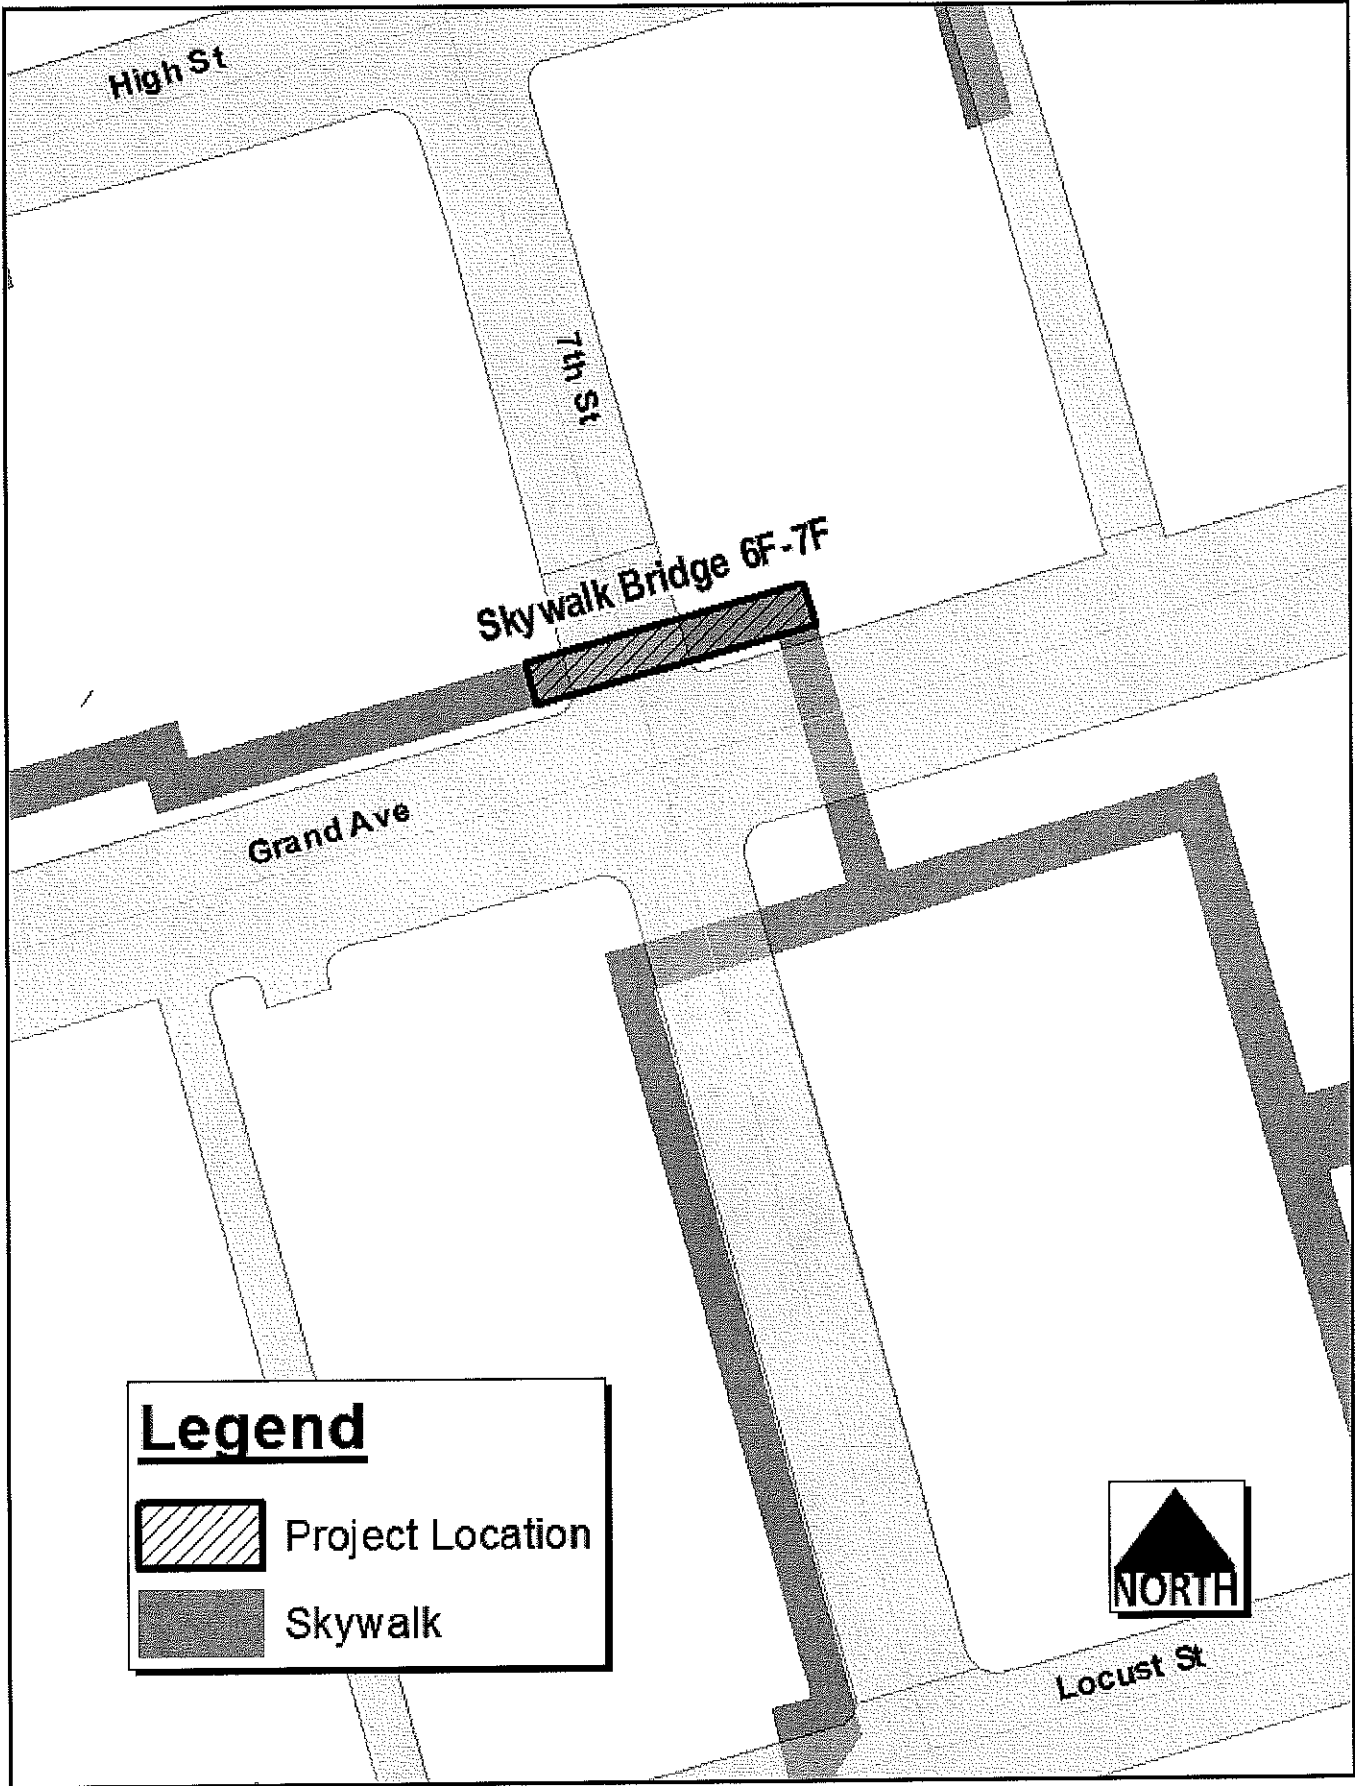 High St
7th St
Skywalk Bridge 6F-7F
Grand Ave
Legend
Project Location
Skywalk
NORTH
Locust St